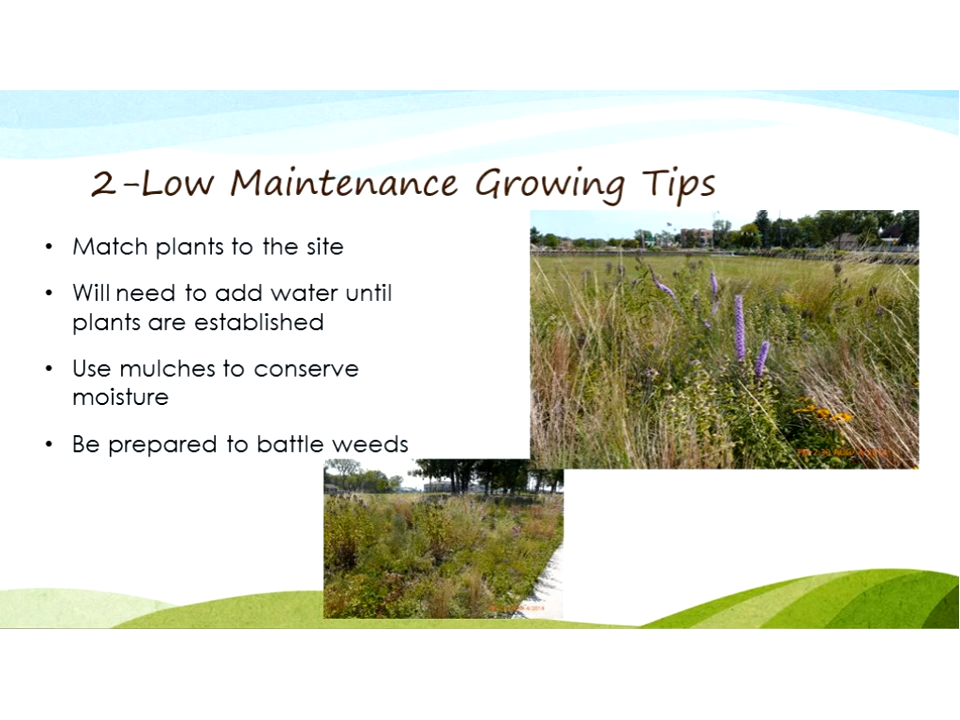 2-Low Maintenance Growing Tips
• Match plants to the site
• Will need to add water until
plants are established
• Use mulches to conserve
moisture
• Be prepared to battle weeds